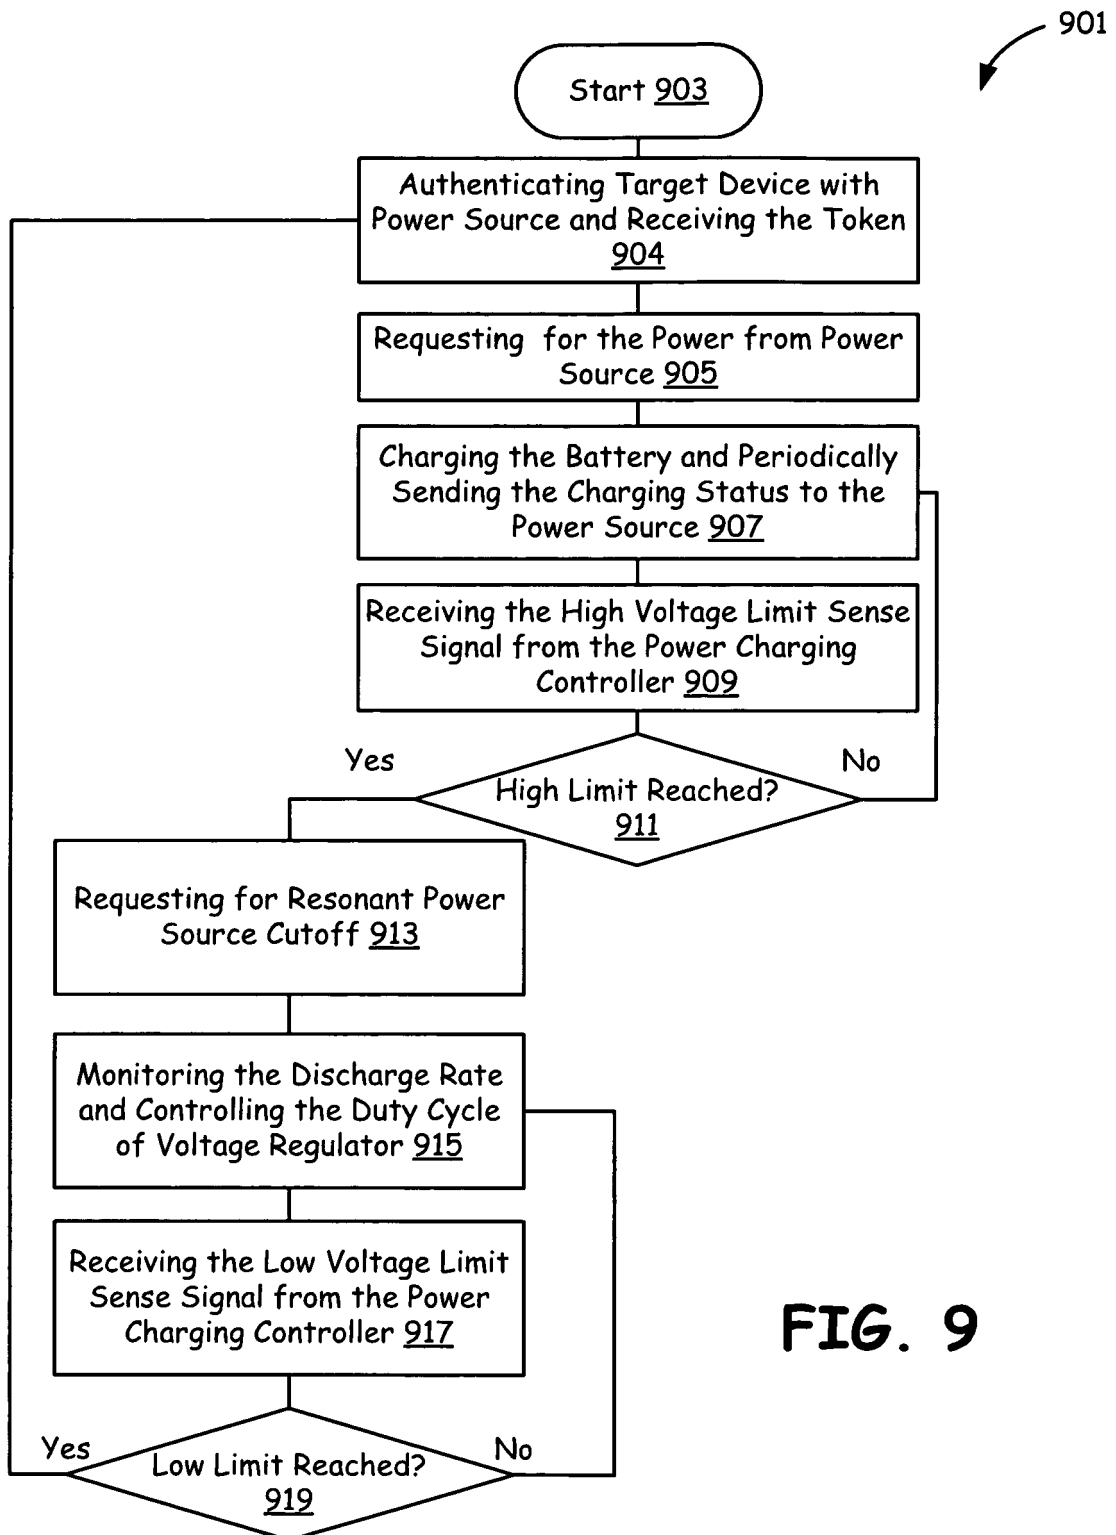 901
Start 903
Authenticating Target Device with
Power Source and Receiving the Token
904
Requesting for the Power from Power
Source 905
Charging the Battery and Periodically
Sending the Charging Status to the
Power Source 907
Receiving the High Voltage Limit Sense
Signal from the Power Charging
Controller 909
Yes
No
High Limit Reached?
911
Requesting for Resonant Power
Source Cutoff 913
Monitoring the Discharge Rate
and Controlling the Duty Cycle
of Voltage Regulator 915
Receiving the Low Voltage Limit
Sense Signal from the Power
Charging Controller 917
Yes
No
Low Limit Reached?
919
FIG. 9